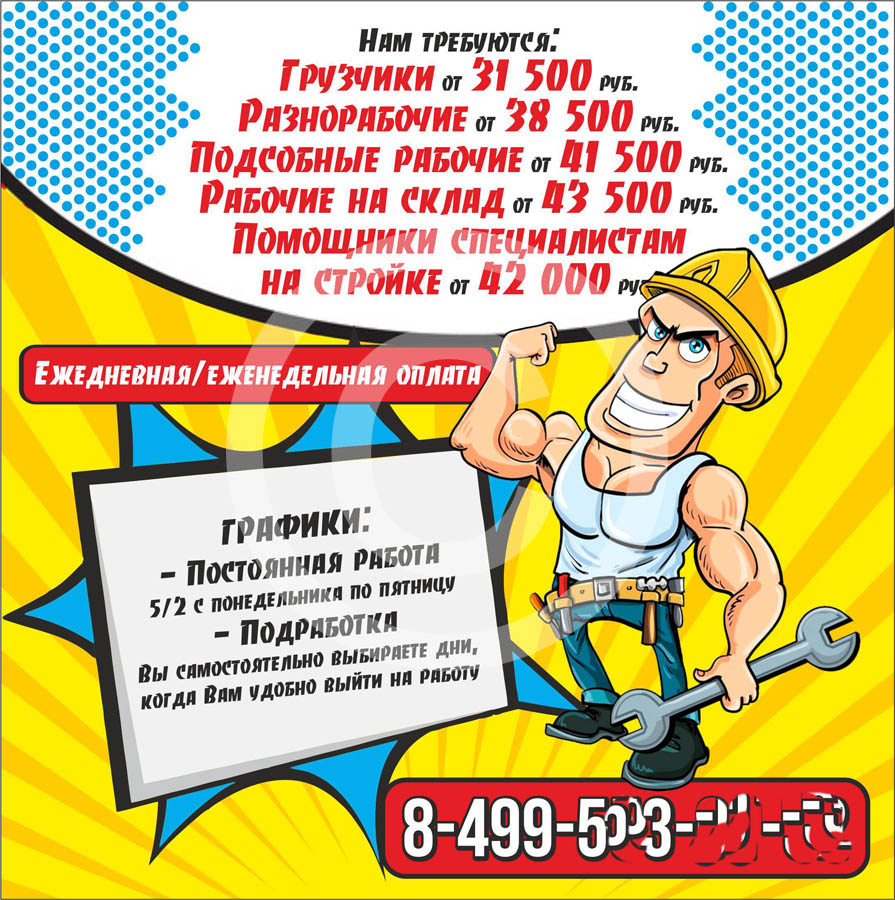 Нам требуются:
Грузчики от 31 500 руб.
Разнорабочие от 38 500 руб.
Подсобные рабочие от 41 500 руб.
Рабочие на склад от 43 500 руб.
Помощники специалистам
на стройке от 42 000
Ежедневная/еженедельная оплата
графики:
- Постоянная работа
5/2 с понедельника по пятницу
- Подработка
Вы самостоятельно выбираете дни,
когда Вам удобно выйти на работу
8-499-